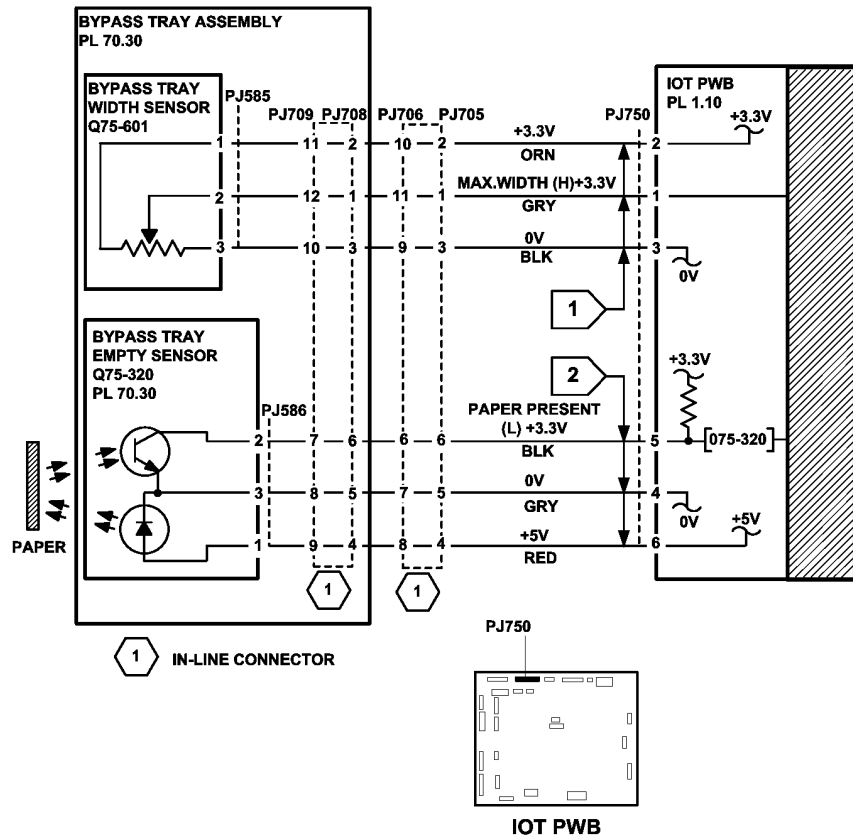 BYPASS TRAY ASSEMBLY
PL 70.30
BYPASS TRAY
WIDTH SENSOR
Q75-601
PJ585
PJ709 PJ708 PJ706 PJ705
PJ750
IOT PWB
PL 1.10
+3.3V
1 11 2 10 2 +3.3V 2
ORN
MAX.WIDTH (H)+3.3V
2 12 1 11 1 1
GRY
3 10 3 9 3 0V 3
BLK
0V
1
BYPASS TRAY
EMPTY SENSOR
Q75-320
PL 70.30
PJ586
2
+3.3V
PAPER PRESENT
(L) +3.3V
2 7 6 6 6 5 075-320
BLK
0V
3 8 5 7 5 4
GRY
0V
+5V
+5V
1 9 4 8 4 6
RED
PAPER
1 1
1 IN-LINE CONNECTOR
PJ750
IOT PWB